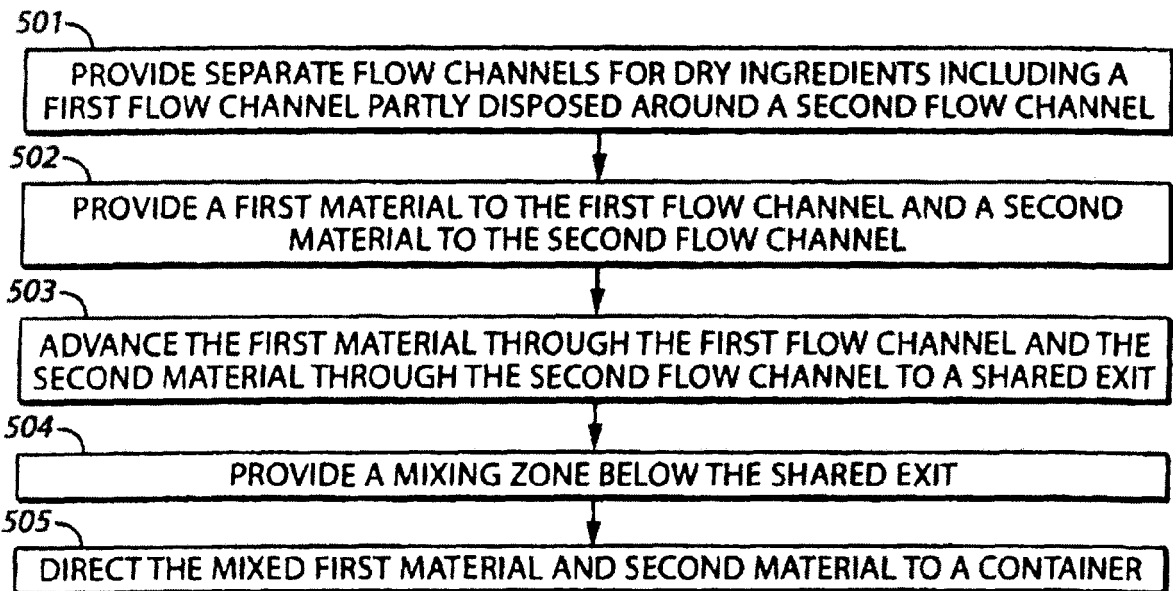 501
PROVIDE SEPARATE FLOW CHANNELS FOR DRY INGREDIENTS INCLUDING A
FIRST FLOW CHANNEL PARTLY DISPOSED AROUND A SECOND FLOW CHANNEL
502
PROVIDE A FIRST MATERIAL TO THE FIRST FLOW CHANNEL AND A SECOND
MATERIAL TO THE SECOND FLOW CHANNEL
503
ADVANCE THE FIRST MATERIAL THROUGH THE FIRST FLOW CHANNEL AND THE
SECOND MATERIAL THROUGH THE SECOND FLOW CHANNEL TO A SHARED EXIT
504
PROVIDE A MIXING ZONE BELOW THE SHARED EXIT
505
DIRECT THE MIXED FIRST MATERIAL AND SECOND MATERIAL TO A CONTAINER